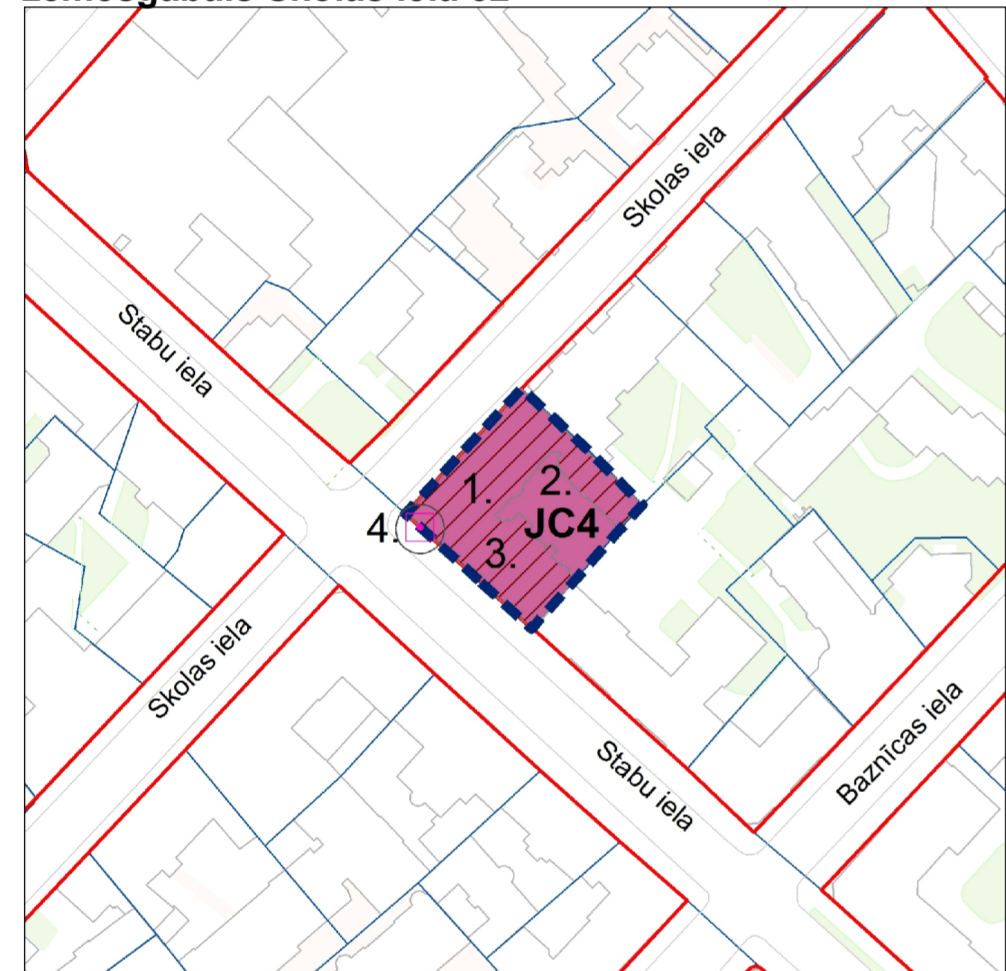 Skolas iela
Stabu iela
1.
2.
4.
JC4
3.
Skolas iela
Baznīcas iela
Stabu iela